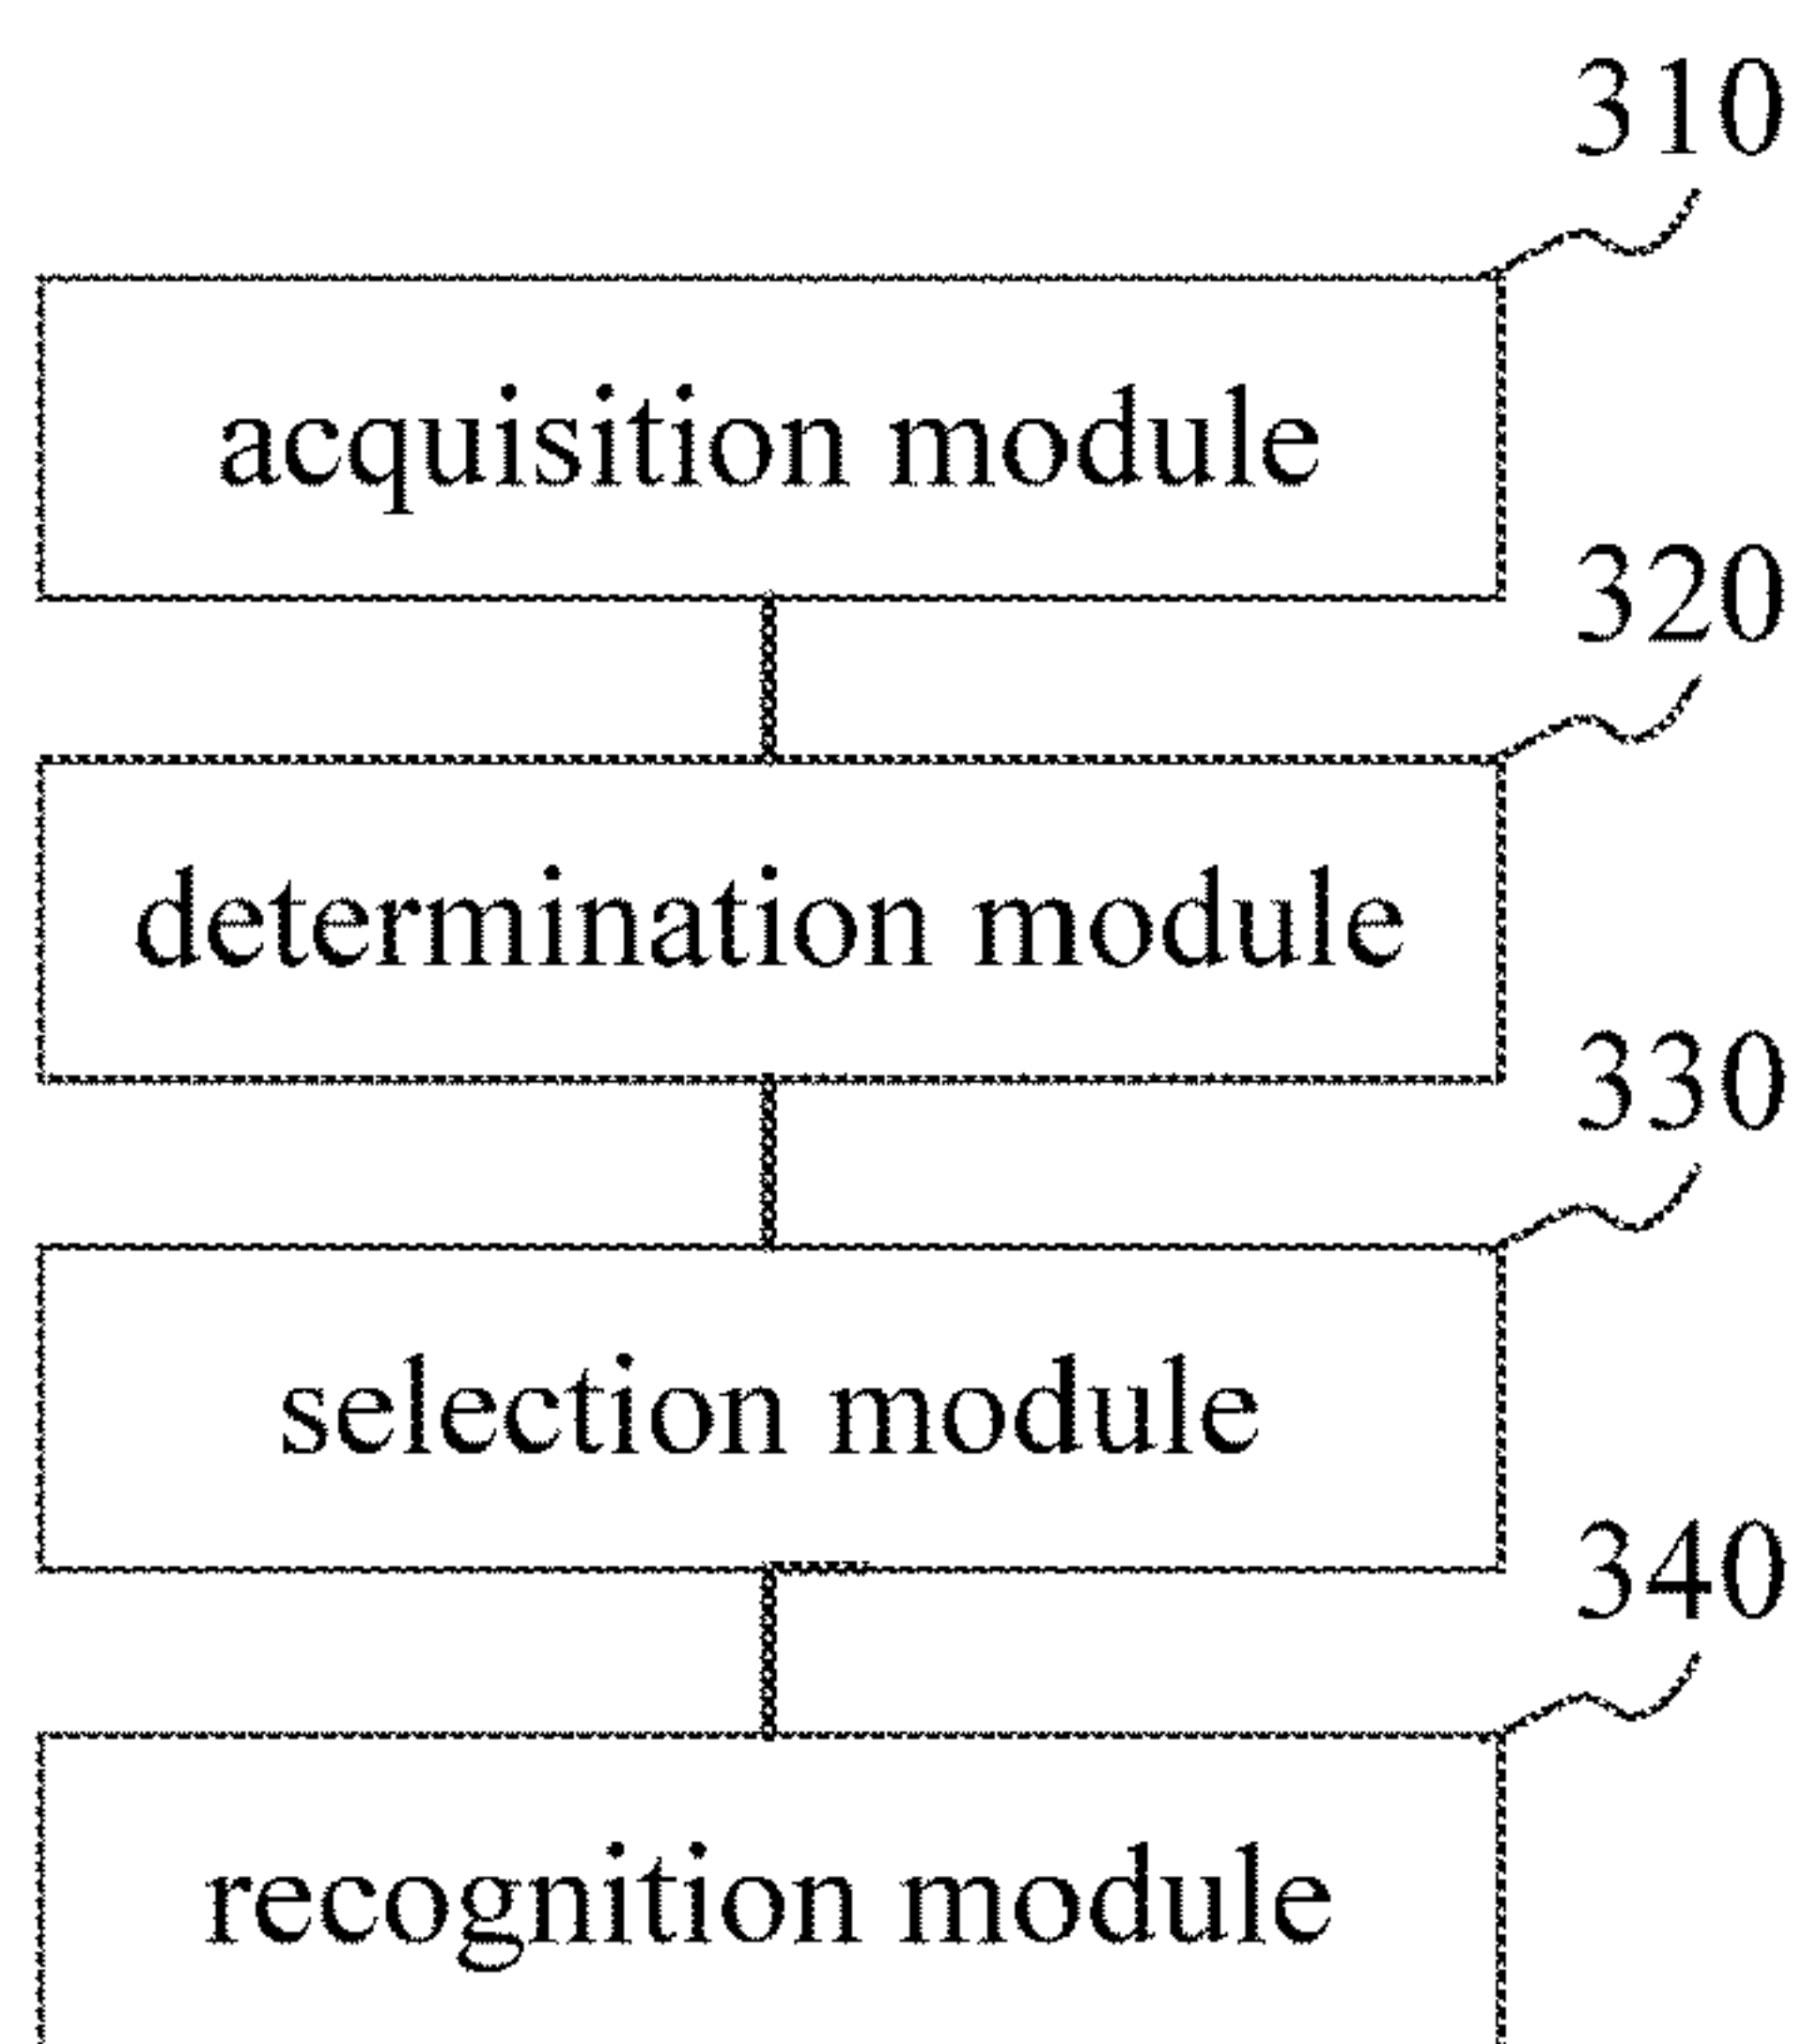 310
acquisition module
320
determination module
330
selection module
340
recognition module